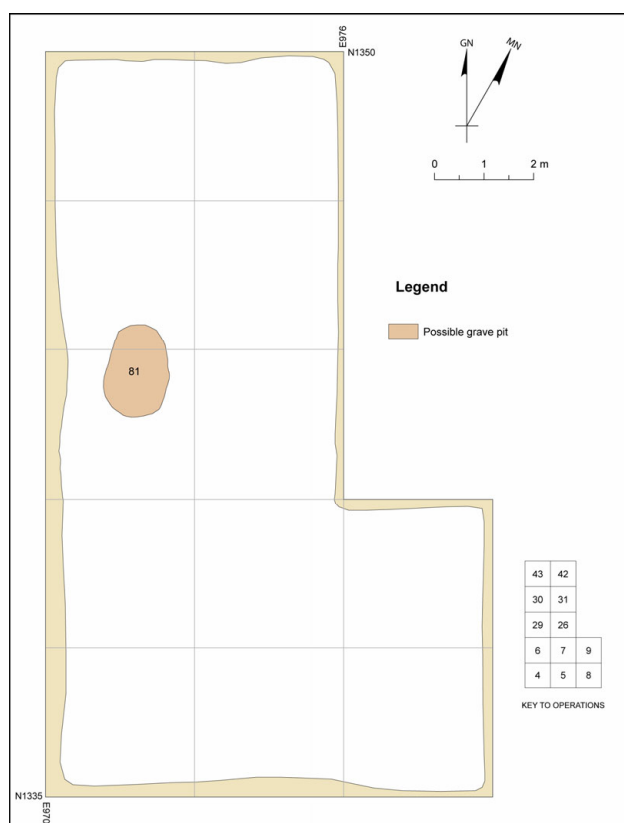 E976
N1350
GN
MN
0 1 2 m
Legend
Possible grave pit
81
43 42
30 31
29 26
6 7 9
4 5 8
KEY TO OPERATIONS
N1335
E970